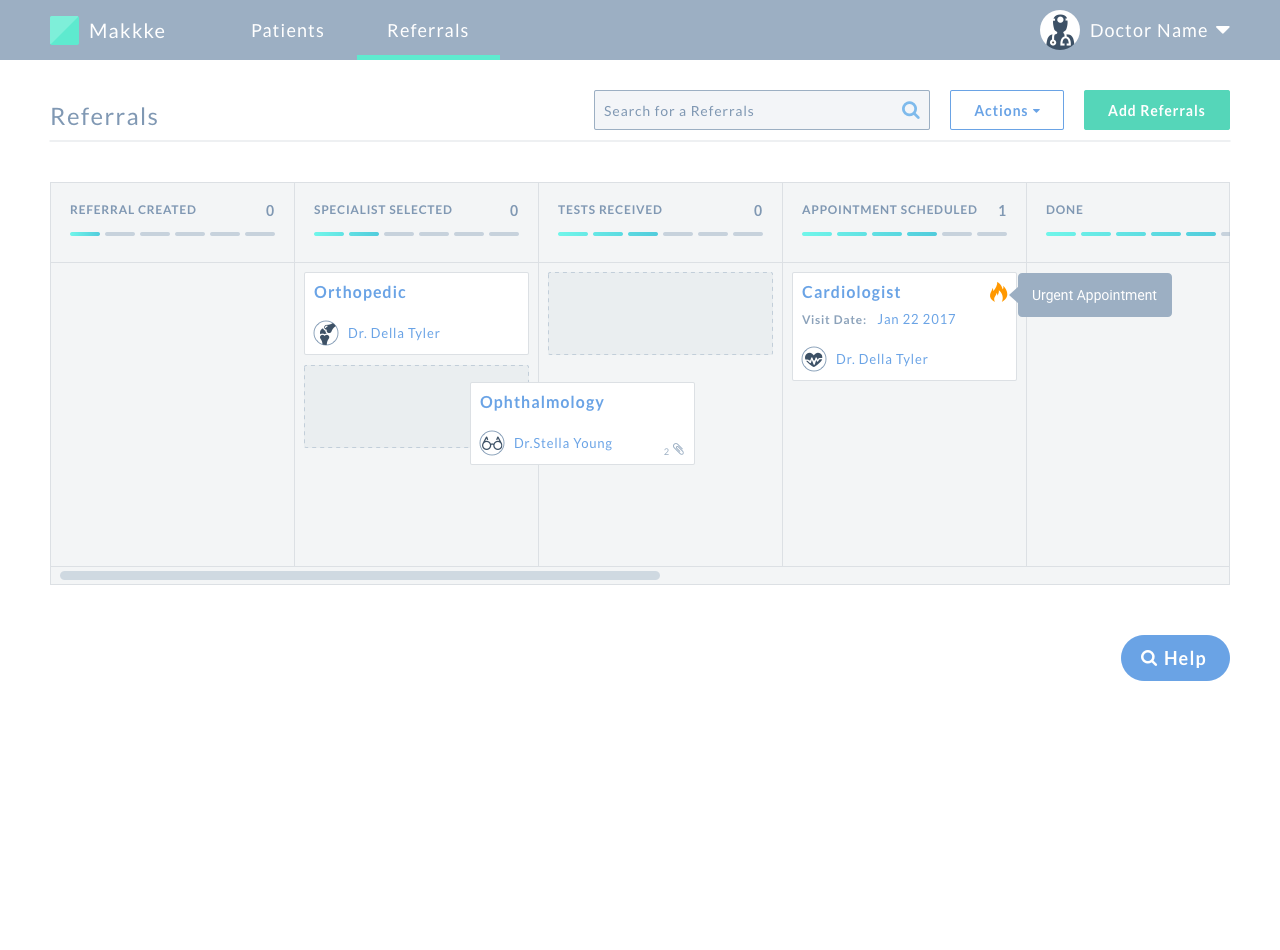 Makkke
Patients
Referrals
Doctor Name
Referrals
Search for a Referrals
Actions
Add Referrals
REFERRAL CREATED 0
SPECIALIST SELECTED 0
TESTS RECEIVED 0
APPOINTMENT SCHEDULED 1
DONE
Orthopedic
Dr. Della Tyler
Ophthalmology
Dr.Stella Young
2
Cardiologist
Visit Date: Jan 22 2017
Dr. Della Tyler
Urgent Appointment
Help